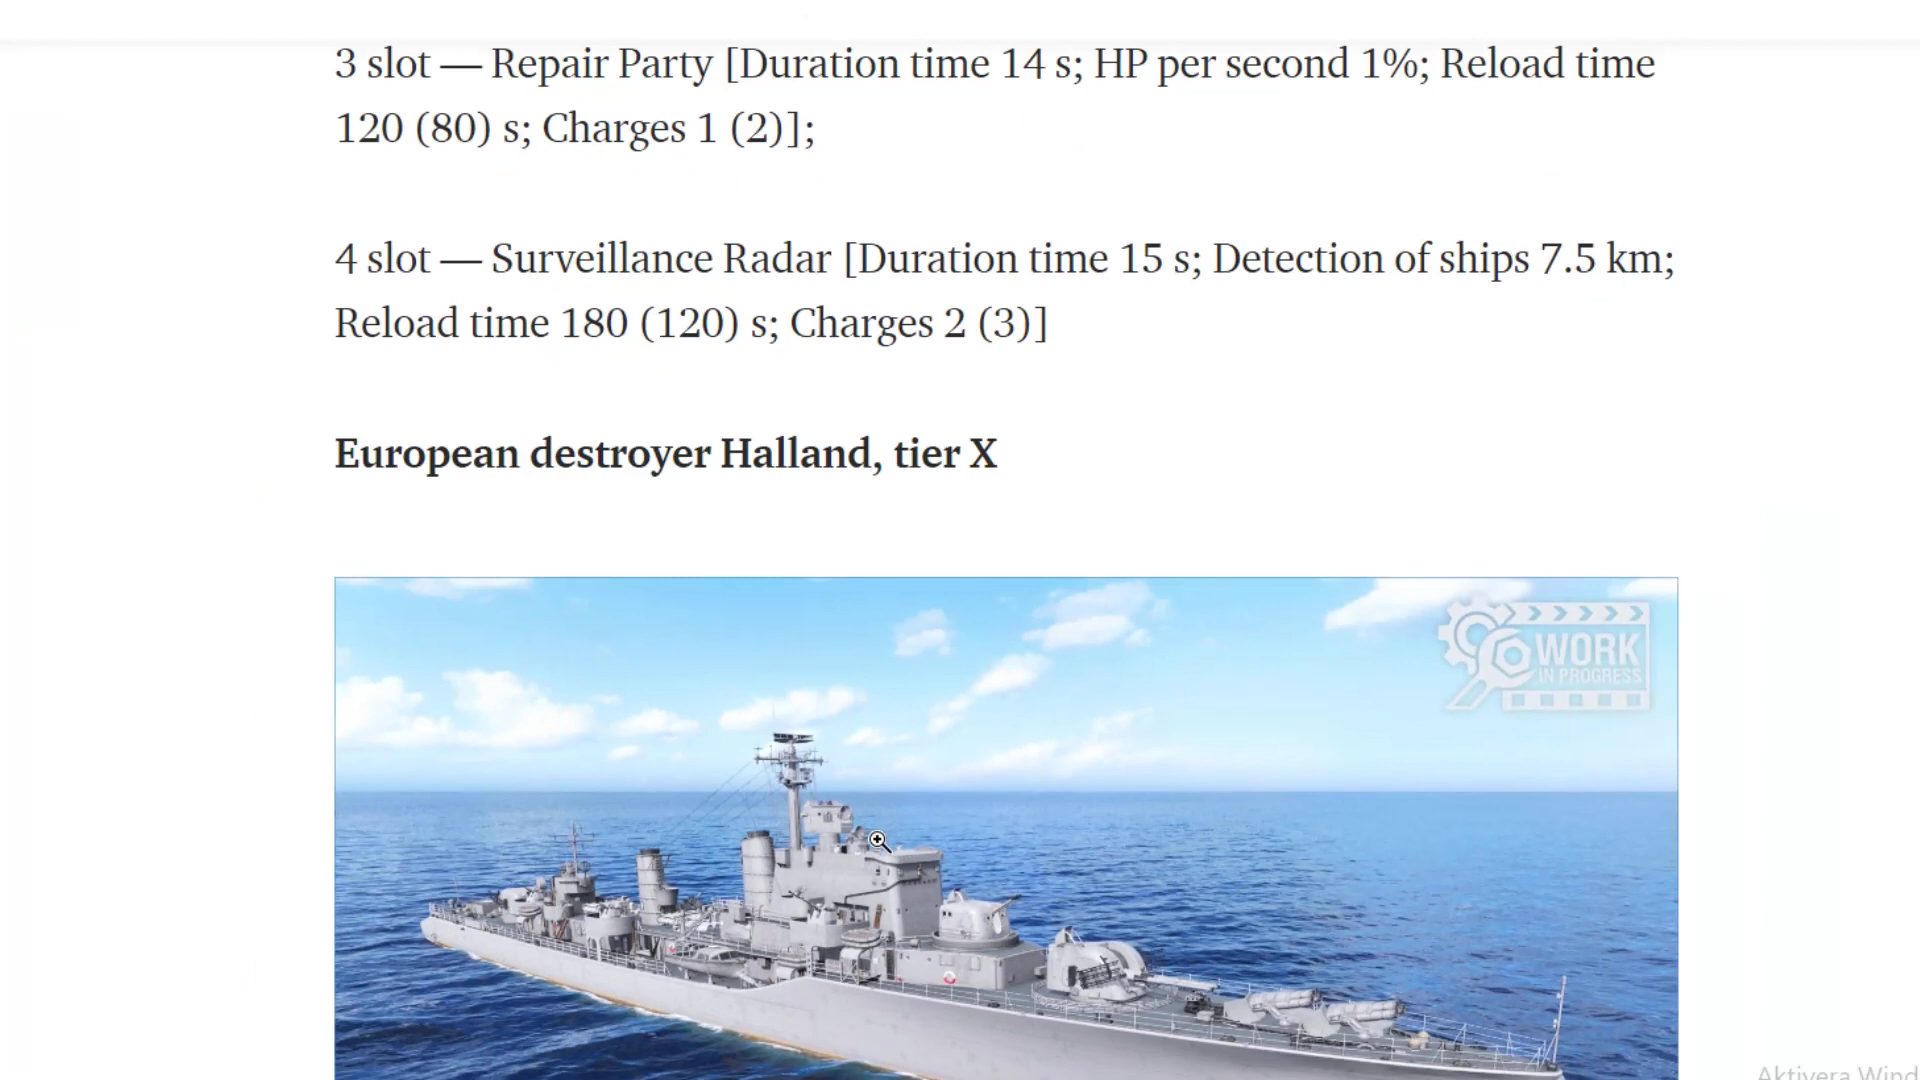 3 slot — Repair Party [Duration time 14 s; HP per second 1%; Reload time
120 (80) s; Charges 1 (2)];
4 slot — Surveillance Radar [Duration time 15 s; Detection of ships 7.5 km;
Reload time 180 (120) s; Charges 2 (3)]
European destroyer Halland, tier X
WORK
IN PROGRESS
Aktivera Wind